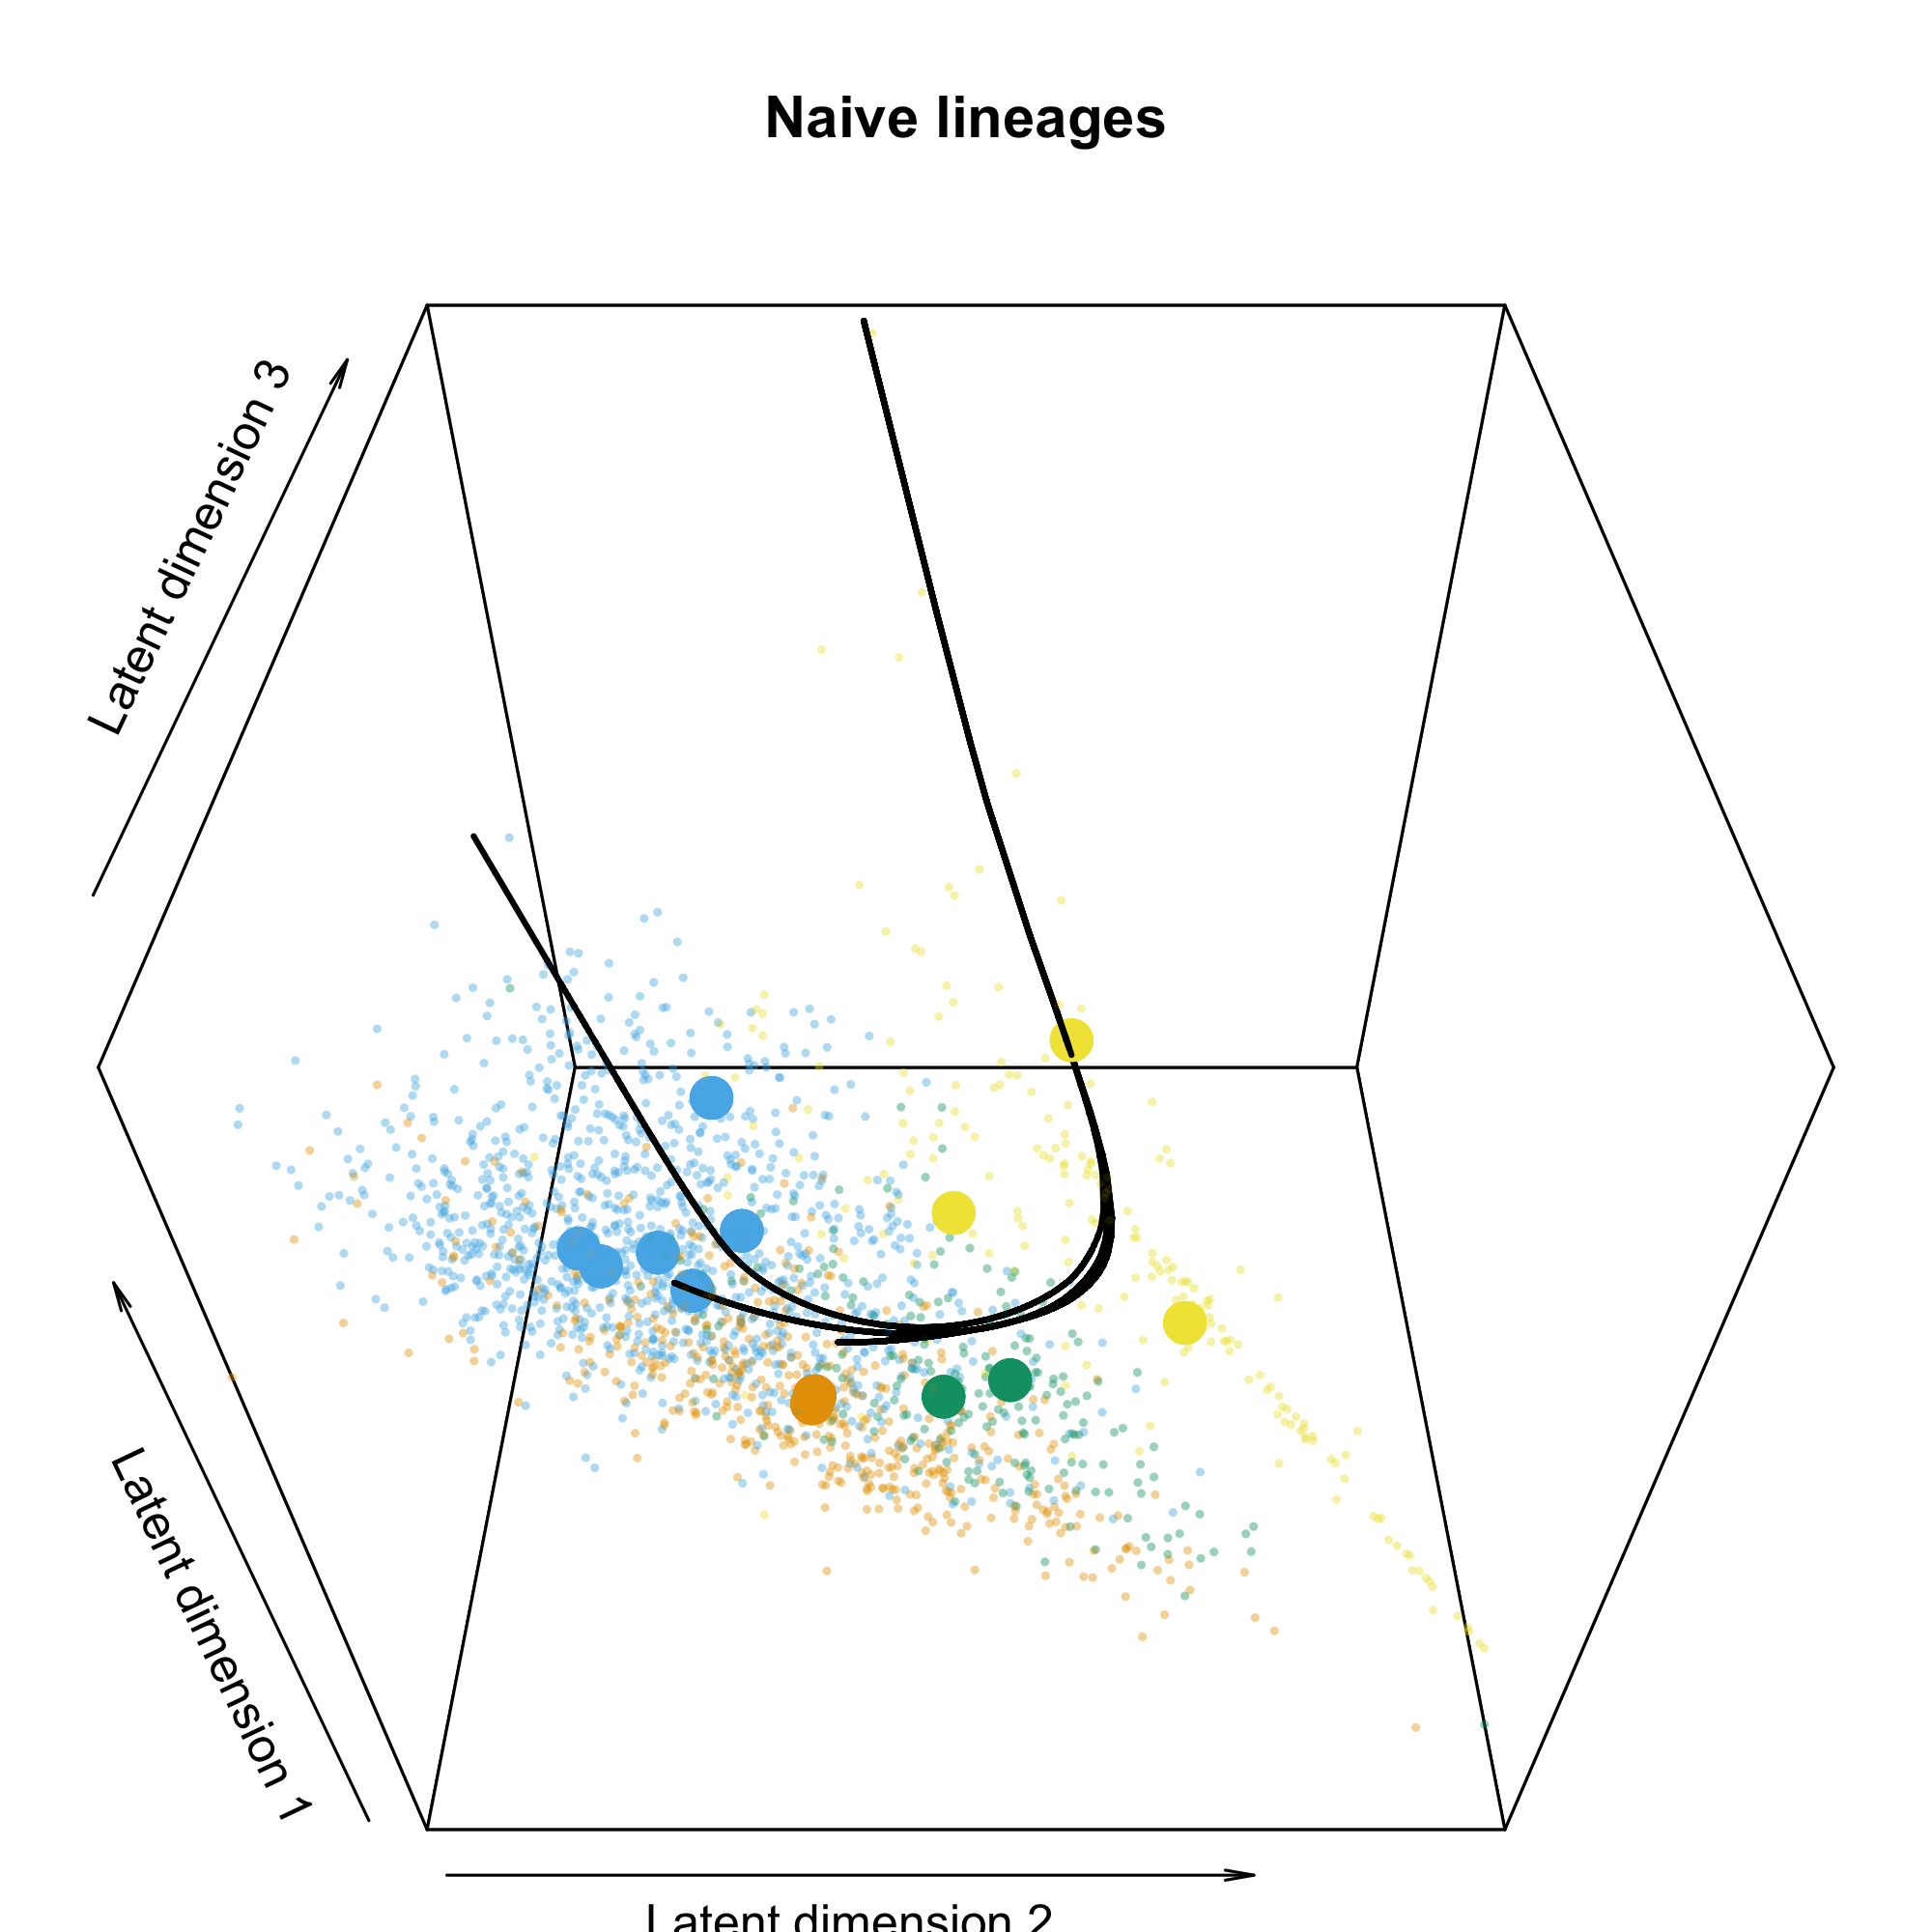 Naive lineages
Latent dimension 3
Latent dimension 1
Latent dimension 2